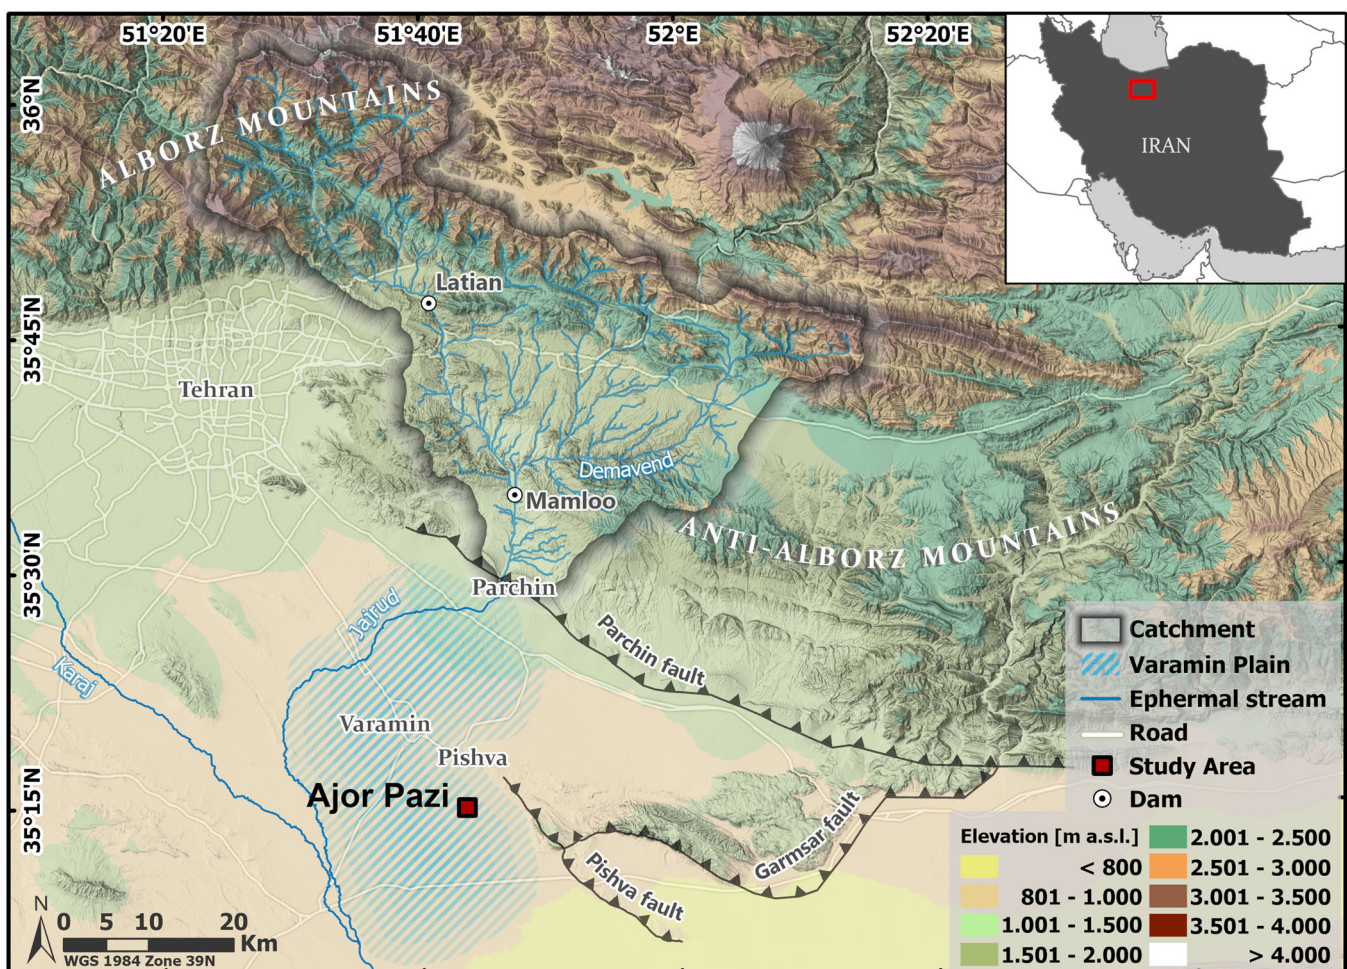 51°20'E
51°40'E
52°E
52°20'E
36°N
35°45'N
35°30'N
35°15'N
ALBORZ MOUNTAINS
IRAN
Latian
Tehran
Demavend
Mamloo
ANTI-ALBORZ MOUNTAINS
Parchin
Jajrud
Parchin fault
Karaj
Varamin
Pishva
Ajor Pazi
Garmsar fault
Pishva fault
Catchment
Varamin Plain
Ephermal stream
Road
Study Area
Dam
Elevation [m a.s.l.]
< 800
801 - 1.000
1.001 - 1.500
1.501 - 2.000
2.001 - 2.500
2.501 - 3.000
3.001 - 3.500
3.501 - 4.000
> 4.000
N
0 5 10 20
Km
WGS 1984 Zone 39N